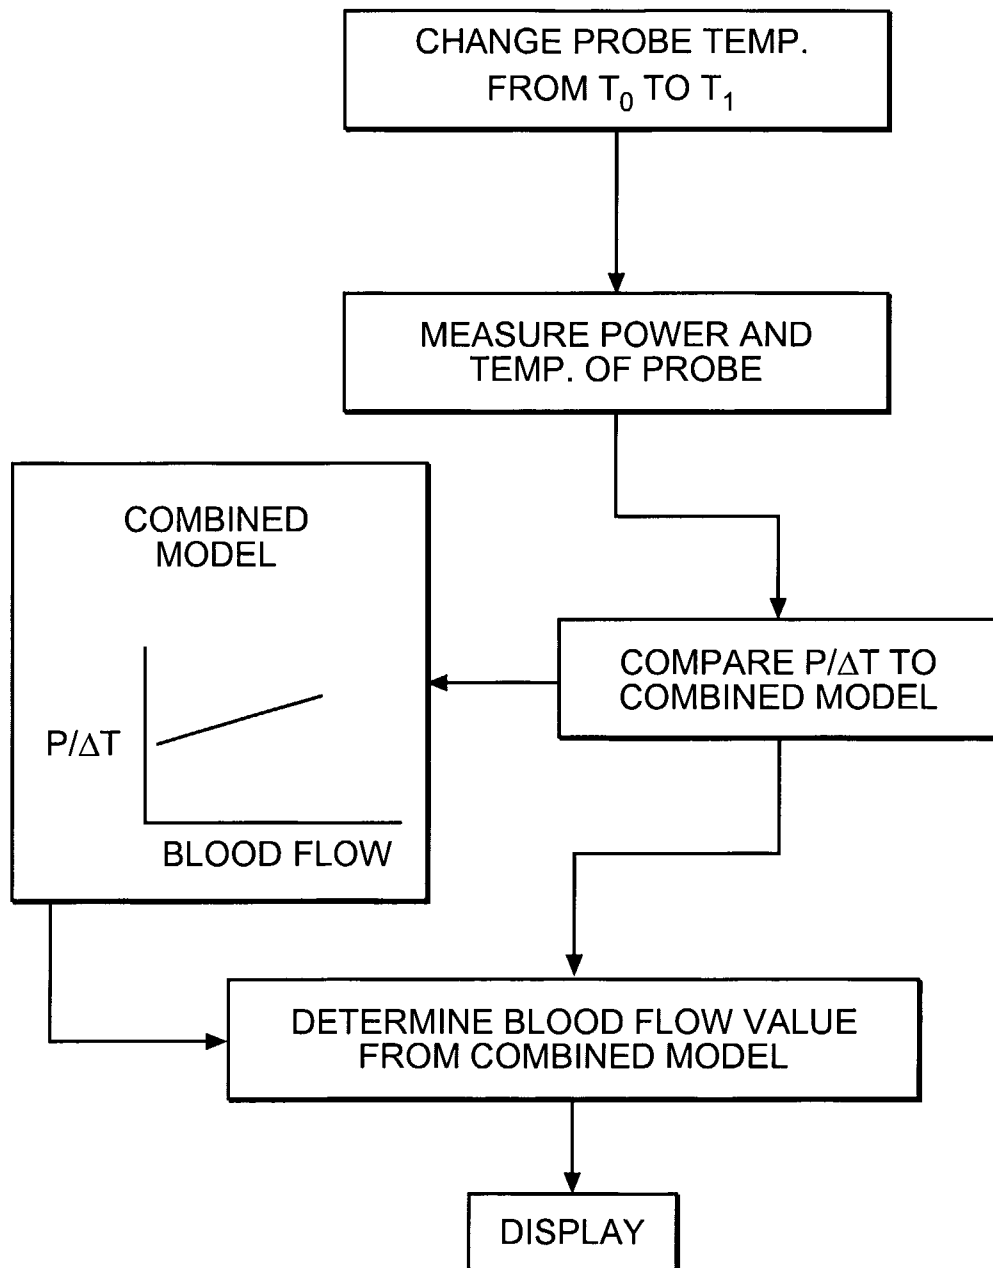 CHANGE PROBE TEMP.
FROM T₀ TO T₁
MEASURE POWER AND
TEMP. OF PROBE
COMBINED
MODEL
P/ΔT
BLOOD FLOW
COMPARE P/ΔT TO
COMBINED MODEL
DETERMINE BLOOD FLOW VALUE
FROM COMBINED MODEL
DISPLAY